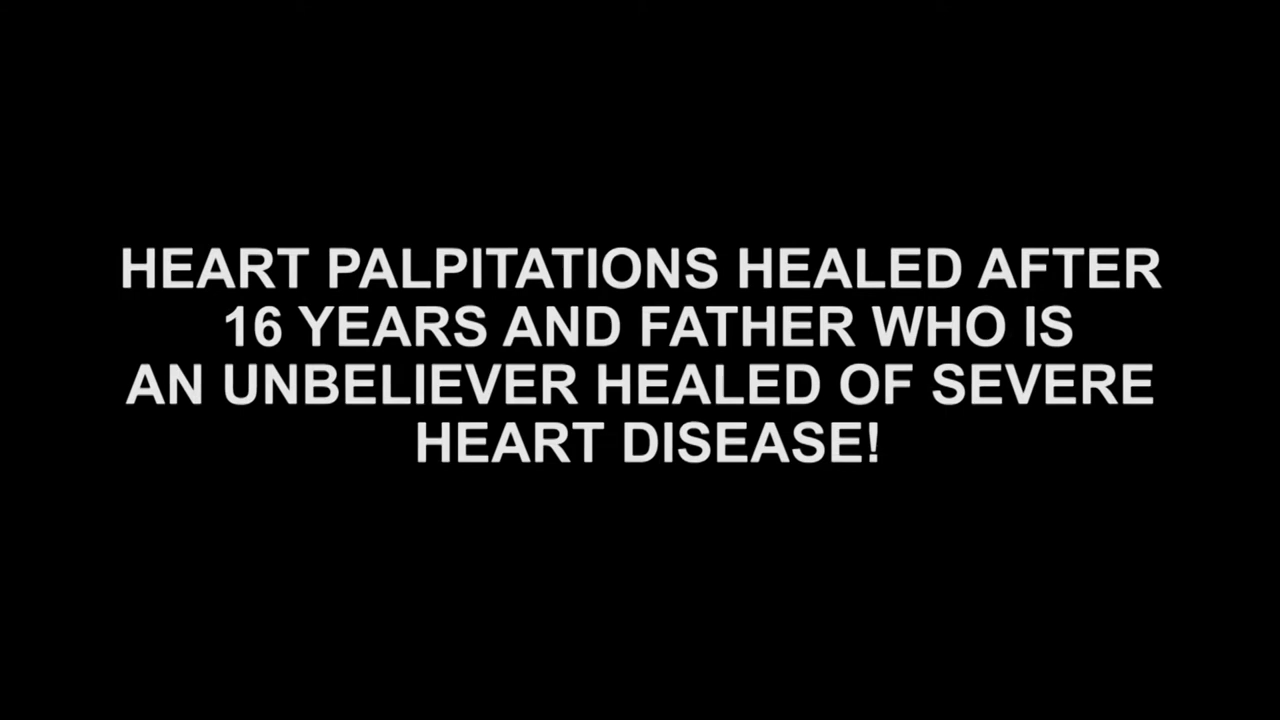 HEART PALPITATIONS HEALED AFTER
16 YEARS AND FATHER WHO IS
AN UNBELIEVER HEALED OF SEVERE
HEART DISEASE!